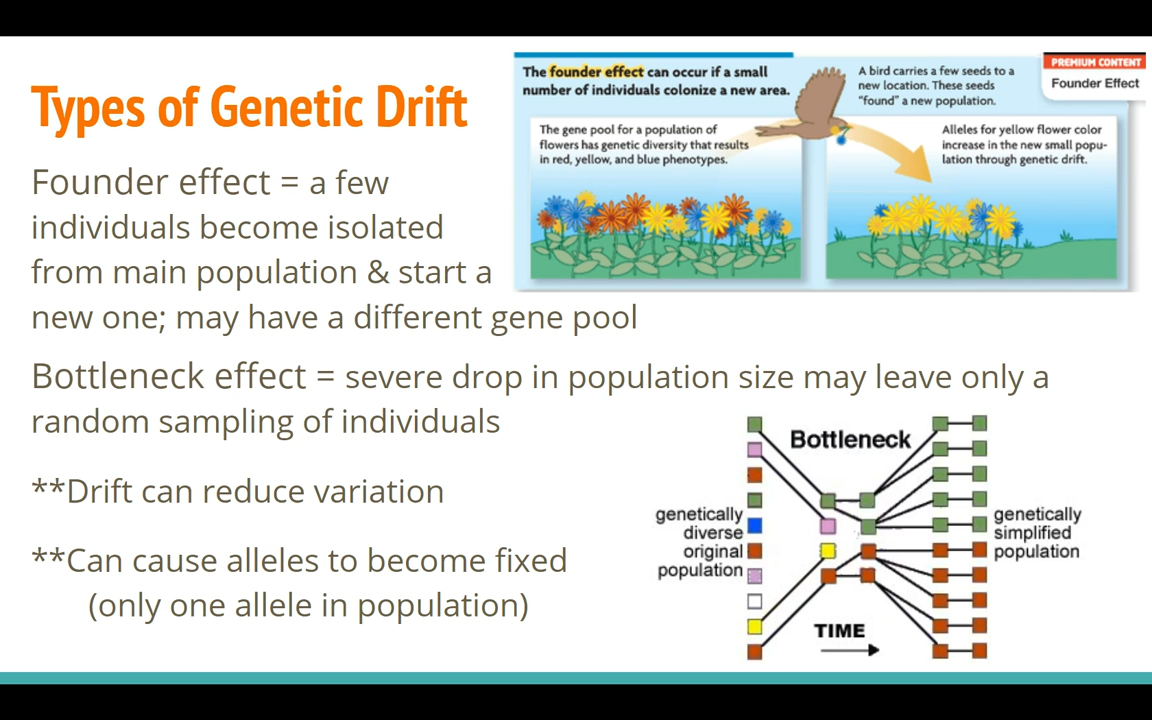 Types of Genetic Drift
Founder effect = a few
individuals become isolated
from main population & start a
new one; may have a different gene pool
Bottleneck effect = severe drop in population size may leave only a
random sampling of individuals
**Drift can reduce variation
**Can cause alleles to become fixed
(only one allele in population)
The founder effect can occur if a small
number of individuals colonize a new area.
A bird carries a few seeds to a
new location. These seeds
"found" a new population.
PREMIUM CONTENT
Founder Effect
The gene pool for a population of
flowers has genetic diversity that results
in red, yellow, and blue phenotypes.
Alleles for yellow flower color
increase in the new small popu-
lation through genetic drift.
Bottleneck
genetically
diverse
original
population
genetically
simplified
population
TIME